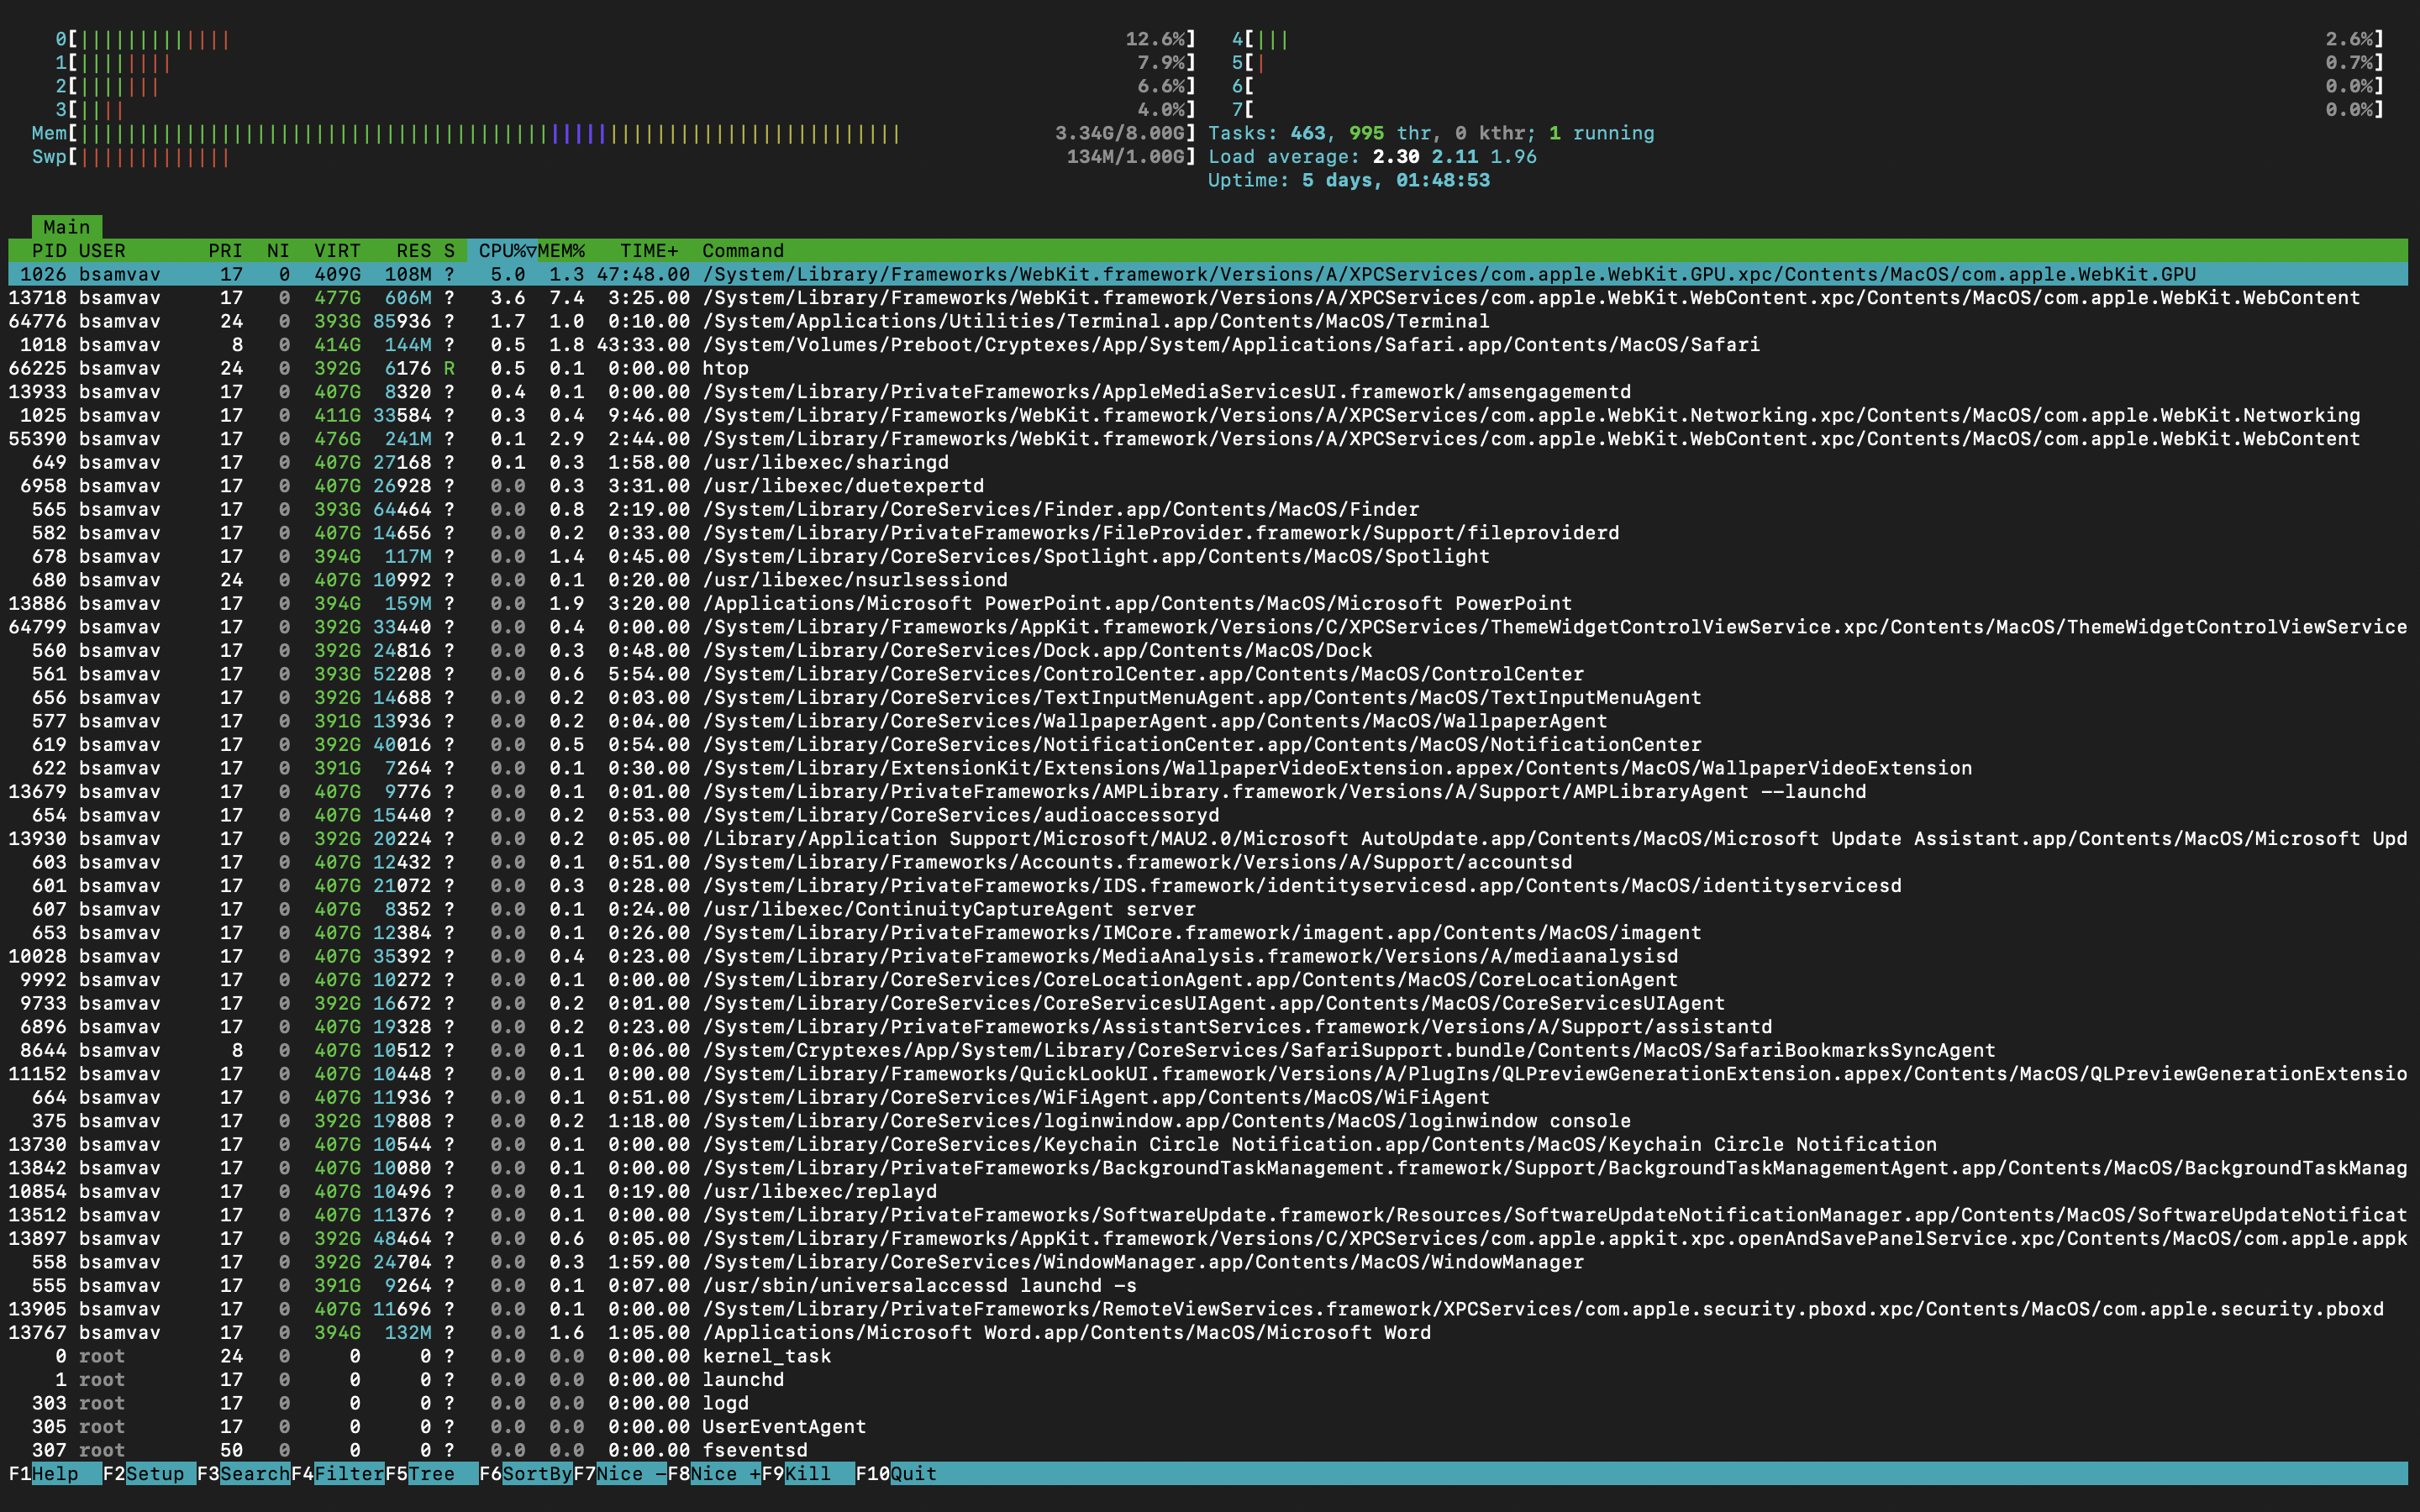 0[||||||||||||| 12.6%] 4[||| 2.6%]
1[|||||||| 7.9%] 5[| 0.7%]
2[||||||| 6.6%] 6[ 0.0%]
3[|||| 4.0%] 7[ 0.0%]
Mem[|||||||||||||||||||||||||||||||||||||||||||||||||||||||||||||||||||||| 3.34G/8.00G] Tasks: 463, 995 thr, 0 kthr; 1 running
Swp[||||||||||||| 134M/1.00G] Load average: 2.30 2.11 1.96
Uptime: 5 days, 01:48:53
Main
PID USER PRI NI VIRT RES S CPU%▽MEM% TIME+ Command
1026 bsamvav 17 0 409G 108M ? 5.0 1.3 47:48.00 /System/Library/Frameworks/WebKit.framework/Versions/A/XPCServices/com.apple.WebKit.GPU.xpc/Contents/MacOS/com.apple.WebKit.GPU
13718 bsamvav 17 0 477G 606M ? 3.6 7.4 3:25.00 /System/Library/Frameworks/WebKit.framework/Versions/A/XPCServices/com.apple.WebKit.WebContent.xpc/Contents/MacOS/com.apple.WebKit.WebContent
64776 bsamvav 24 0 393G 85936 ? 1.7 1.0 0:10.00 /System/Applications/Utilities/Terminal.app/Contents/MacOS/Terminal
1018 bsamvav 8 0 414G 144M ? 0.5 1.8 43:33.00 /System/Volumes/Preboot/Cryptexes/App/System/Applications/Safari.app/Contents/MacOS/Safari
66225 bsamvav 24 0 392G 6176 R 0.5 0.1 0:00.00 htop
13933 bsamvav 17 0 407G 8320 ? 0.4 0.1 0:00.00 /System/Library/PrivateFrameworks/AppleMediaServicesUI.framework/amsengagementd
1025 bsamvav 17 0 411G 33584 ? 0.3 0.4 9:46.00 /System/Library/Frameworks/WebKit.framework/Versions/A/XPCServices/com.apple.WebKit.Networking.xpc/Contents/MacOS/com.apple.WebKit.Networking
55390 bsamvav 17 0 476G 241M ? 0.1 2.9 2:44.00 /System/Library/Frameworks/WebKit.framework/Versions/A/XPCServices/com.apple.WebKit.WebContent.xpc/Contents/MacOS/com.apple.WebKit.WebContent
649 bsamvav 17 0 407G 27168 ? 0.1 0.3 1:58.00 /usr/libexec/sharingd
6958 bsamvav 17 0 407G 26928 ? 0.0 0.3 3:31.00 /usr/libexec/duetexpertd
565 bsamvav 17 0 393G 64464 ? 0.0 0.8 2:19.00 /System/Library/CoreServices/Finder.app/Contents/MacOS/Finder
582 bsamvav 17 0 407G 14656 ? 0.0 0.2 0:33.00 /System/Library/PrivateFrameworks/FileProvider.framework/Support/fileproviderd
678 bsamvav 17 0 394G 117M ? 0.0 1.4 0:45.00 /System/Library/CoreServices/Spotlight.app/Contents/MacOS/Spotlight
680 bsamvav 24 0 407G 10992 ? 0.0 0.1 0:20.00 /usr/libexec/nsurlsessiond
13886 bsamvav 17 0 394G 159M ? 0.0 1.9 3:20.00 /Applications/Microsoft PowerPoint.app/Contents/MacOS/Microsoft PowerPoint
64799 bsamvav 17 0 392G 33440 ? 0.0 0.4 0:00.00 /System/Library/Frameworks/AppKit.framework/Versions/C/XPCServices/ThemeWidgetControlViewService.xpc/Contents/MacOS/ThemeWidgetControlViewService
560 bsamvav 17 0 392G 24816 ? 0.0 0.3 0:48.00 /System/Library/CoreServices/Dock.app/Contents/MacOS/Dock
561 bsamvav 17 0 393G 52208 ? 0.0 0.6 5:54.00 /System/Library/CoreServices/ControlCenter.app/Contents/MacOS/ControlCenter
656 bsamvav 17 0 392G 14688 ? 0.0 0.2 0:03.00 /System/Library/CoreServices/TextInputMenuAgent.app/Contents/MacOS/TextInputMenuAgent
577 bsamvav 17 0 391G 13936 ? 0.0 0.2 0:04.00 /System/Library/CoreServices/WallpaperAgent.app/Contents/MacOS/WallpaperAgent
619 bsamvav 17 0 392G 40016 ? 0.0 0.5 0:54.00 /System/Library/CoreServices/NotificationCenter.app/Contents/MacOS/NotificationCenter
622 bsamvav 17 0 391G 7264 ? 0.0 0.1 0:30.00 /System/Library/ExtensionKit/Extensions/WallpaperVideoExtension.appex/Contents/MacOS/WallpaperVideoExtension
13679 bsamvav 17 0 407G 9776 ? 0.0 0.1 0:01.00 /System/Library/PrivateFrameworks/AMPLibrary.framework/Versions/A/Support/AMPLibraryAgent --launchd
654 bsamvav 17 0 407G 15440 ? 0.0 0.2 0:53.00 /System/Library/CoreServices/audioaccessoryd
13930 bsamvav 17 0 392G 20224 ? 0.0 0.2 0:05.00 /Library/Application Support/Microsoft/MAU2.0/Microsoft AutoUpdate.app/Contents/MacOS/Microsoft Update Assistant.app/Contents/MacOS/Microsoft Upd
603 bsamvav 17 0 407G 12432 ? 0.0 0.1 0:51.00 /System/Library/Frameworks/Accounts.framework/Versions/A/Support/accountsd
601 bsamvav 17 0 407G 21072 ? 0.0 0.3 0:28.00 /System/Library/PrivateFrameworks/IDS.framework/identityservicesd.app/Contents/MacOS/identityservicesd
607 bsamvav 17 0 407G 8352 ? 0.0 0.1 0:24.00 /usr/libexec/ContinuityCaptureAgent server
653 bsamvav 17 0 407G 12384 ? 0.0 0.1 0:26.00 /System/Library/PrivateFrameworks/IMCore.framework/imagent.app/Contents/MacOS/imagent
10028 bsamvav 17 0 407G 35392 ? 0.0 0.4 0:23.00 /System/Library/PrivateFrameworks/MediaAnalysis.framework/Versions/A/mediaanalysisd
9992 bsamvav 17 0 407G 10272 ? 0.0 0.1 0:00.00 /System/Library/CoreServices/CoreLocationAgent.app/Contents/MacOS/CoreLocationAgent
9733 bsamvav 17 0 392G 16672 ? 0.0 0.2 0:01.00 /System/Library/CoreServices/CoreServicesUIAgent.app/Contents/MacOS/CoreServicesUIAgent
6896 bsamvav 17 0 407G 19328 ? 0.0 0.2 0:23.00 /System/Library/PrivateFrameworks/AssistantServices.framework/Versions/A/Support/assistantd
8644 bsamvav 8 0 407G 10512 ? 0.0 0.1 0:06.00 /System/Cryptexes/App/System/Library/CoreServices/SafariSupport.bundle/Contents/MacOS/SafariBookmarksSyncAgent
11152 bsamvav 17 0 407G 10448 ? 0.0 0.1 0:00.00 /System/Library/Frameworks/QuickLookUI.framework/Versions/A/PlugIns/QLPreviewGenerationExtension.appex/Contents/MacOS/QLPreviewGenerationExtensio
664 bsamvav 17 0 407G 11936 ? 0.0 0.1 0:51.00 /System/Library/CoreServices/WiFiAgent.app/Contents/MacOS/WiFiAgent
375 bsamvav 17 0 392G 19808 ? 0.0 0.2 1:18.00 /System/Library/CoreServices/loginwindow.app/Contents/MacOS/loginwindow console
13730 bsamvav 17 0 407G 10544 ? 0.0 0.1 0:00.00 /System/Library/CoreServices/Keychain Circle Notification.app/Contents/MacOS/Keychain Circle Notification
13842 bsamvav 17 0 407G 10080 ? 0.0 0.1 0:00.00 /System/Library/PrivateFrameworks/BackgroundTaskManagement.framework/Support/BackgroundTaskManagementAgent.app/Contents/MacOS/BackgroundTaskManag
10854 bsamvav 17 0 407G 10496 ? 0.0 0.1 0:19.00 /usr/libexec/replayd
13512 bsamvav 17 0 407G 11376 ? 0.0 0.1 0:00.00 /System/Library/PrivateFrameworks/SoftwareUpdate.framework/Resources/SoftwareUpdateNotificationManager.app/Contents/MacOS/SoftwareUpdateNotificat
13897 bsamvav 17 0 392G 48464 ? 0.0 0.6 0:05.00 /System/Library/Frameworks/AppKit.framework/Versions/C/XPCServices/com.apple.appkit.xpc.openAndSavePanelService.xpc/Contents/MacOS/com.apple.appk
558 bsamvav 17 0 392G 24704 ? 0.0 0.3 1:59.00 /System/Library/CoreServices/WindowManager.app/Contents/MacOS/WindowManager
555 bsamvav 17 0 391G 9264 ? 0.0 0.1 0:07.00 /usr/sbin/universalaccessd launchd -s
13905 bsamvav 17 0 407G 11696 ? 0.0 0.1 0:00.00 /System/Library/PrivateFrameworks/RemoteViewServices.framework/XPCServices/com.apple.security.pboxd.xpc/Contents/MacOS/com.apple.security.pboxd
13767 bsamvav 17 0 394G 132M ? 0.0 1.6 1:05.00 /Applications/Microsoft Word.app/Contents/MacOS/Microsoft Word
0 root 24 0 0 0 ? 0.0 0.0 0:00.00 kernel_task
1 root 17 0 0 0 ? 0.0 0.0 0:00.00 launchd
303 root 17 0 0 0 ? 0.0 0.0 0:00.00 logd
305 root 17 0 0 0 ? 0.0 0.0 0:00.00 UserEventAgent
307 root 50 0 0 0 ? 0.0 0.0 0:00.00 fseventsd
F1Help F2Setup F3SearchF4FilterF5Tree F6SortByF7Nice -F8Nice +F9Kill F10Quit